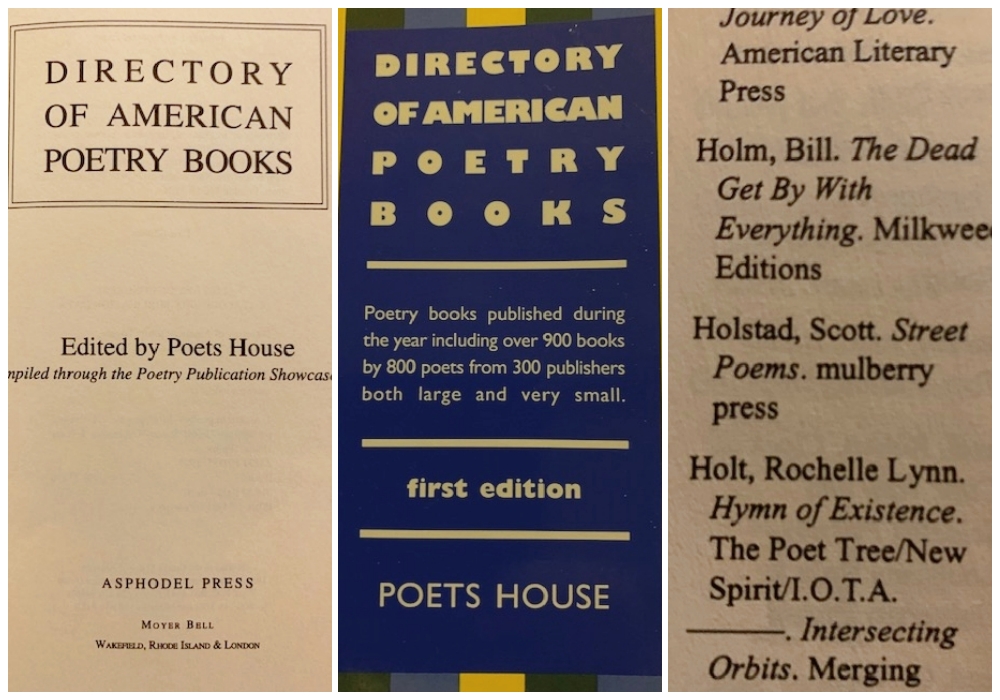 DIRECTORY
OF AMERICAN
POETRY BOOKS
Edited by Poets House
mpiled through the Poetry Publication Showcas
ASPHODEL PRESS
MOYER BELL
WAKEFIELD, RHODE ISLAND & LONDON
DIRECTORY
OF AMERICAN
POETRY
BOOKS
Poetry books published during
the year including over 900 books
by 800 poets from 300 publishers
both large and very small.
first edition
POETS HOUSE
Journey of Love.
American Literary
Press
Holm, Bill. The Dead
Get By With
Everything. Milkweed
Editions
Holstad, Scott. Street
Poems. mulberry
press
Holt, Rochelle Lynn.
Hymn of Existence.
The Poet Tree/New
Spirit/I.O.T.A.
———. Intersecting
Orbits. Merging